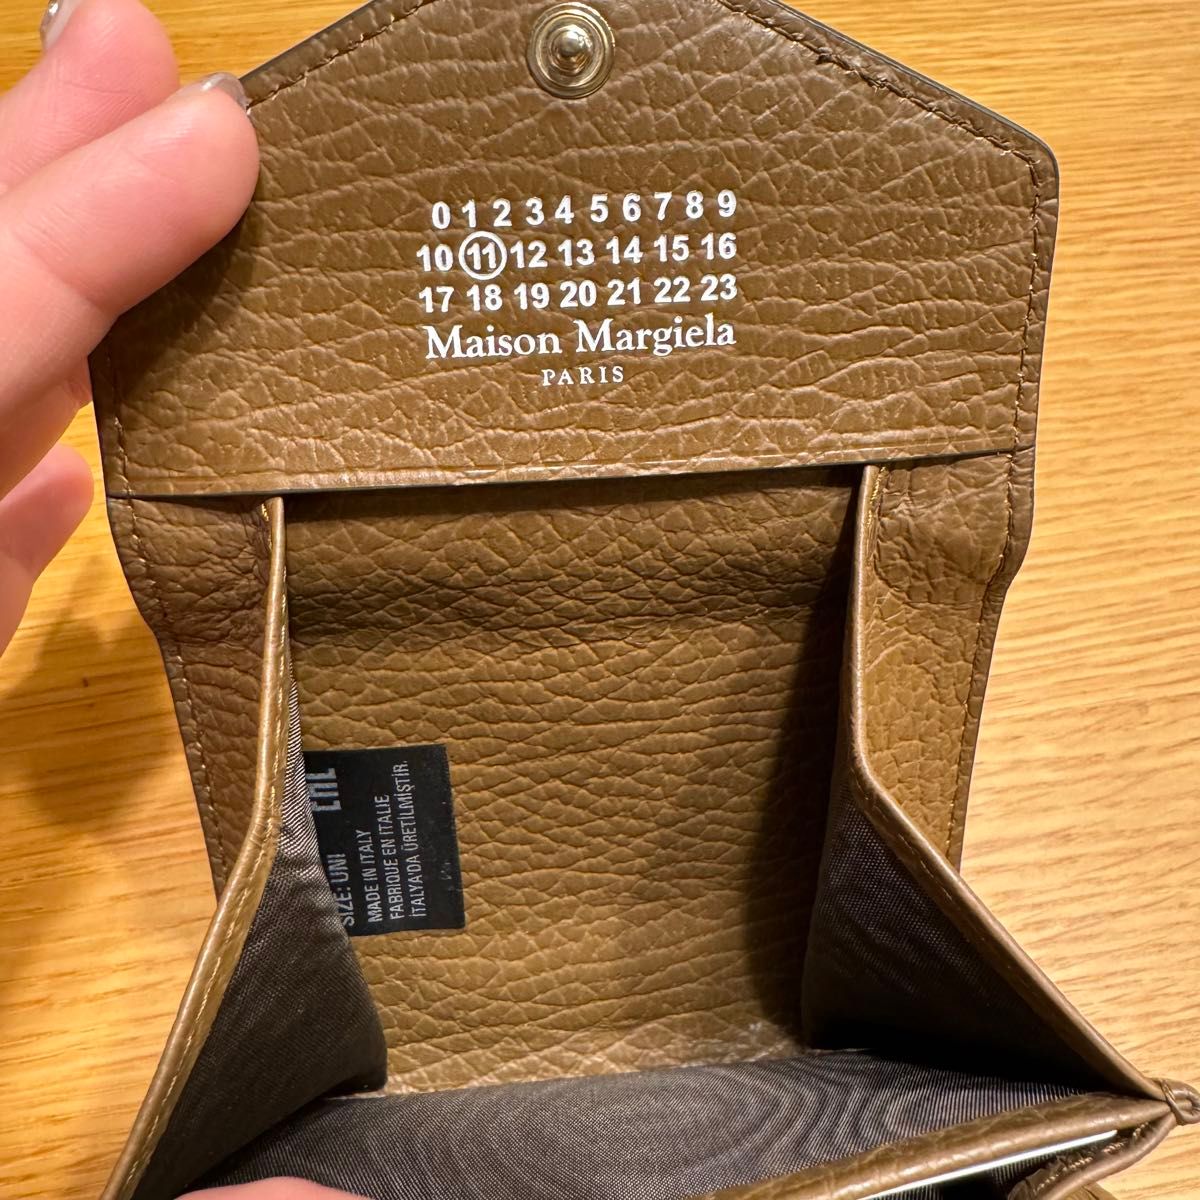 0 1 2 3 4 5 6 7 8 9
10 11 12 13 14 15 16
17 18 19 20 21 22 23
Maison Margiela
PARIS
SIZE: UNI
MADE IN ITALY
FABRIQUE EN ITALIE
İTALYA'DA ÜRETİLMİŞTİR.